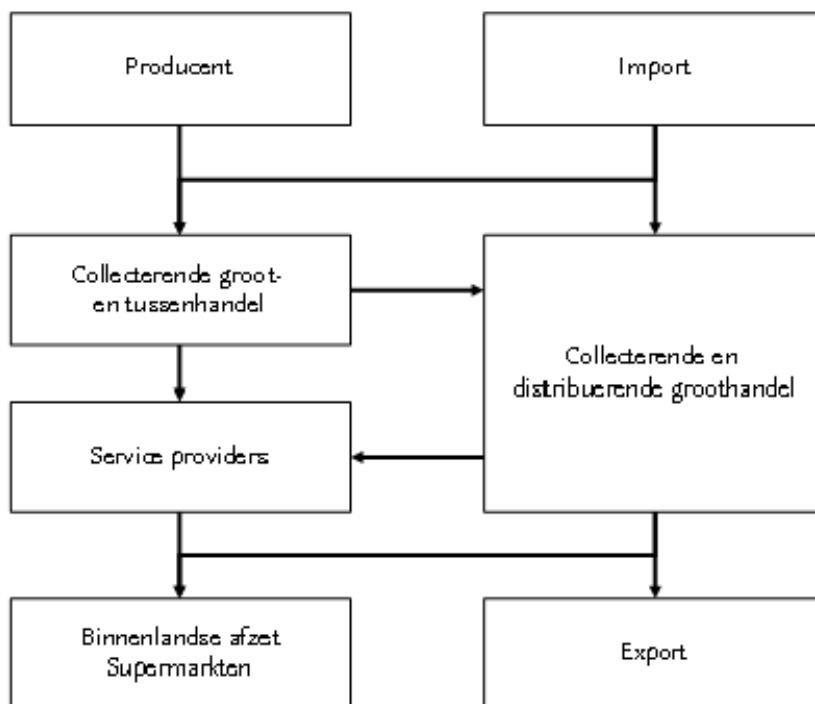 Producent
Import
Collecterende groot-
en tussenhandel
Collecterende en
distribuerende groothandel
Service providers
Binnenlandse afzet
Supermarkten
Export